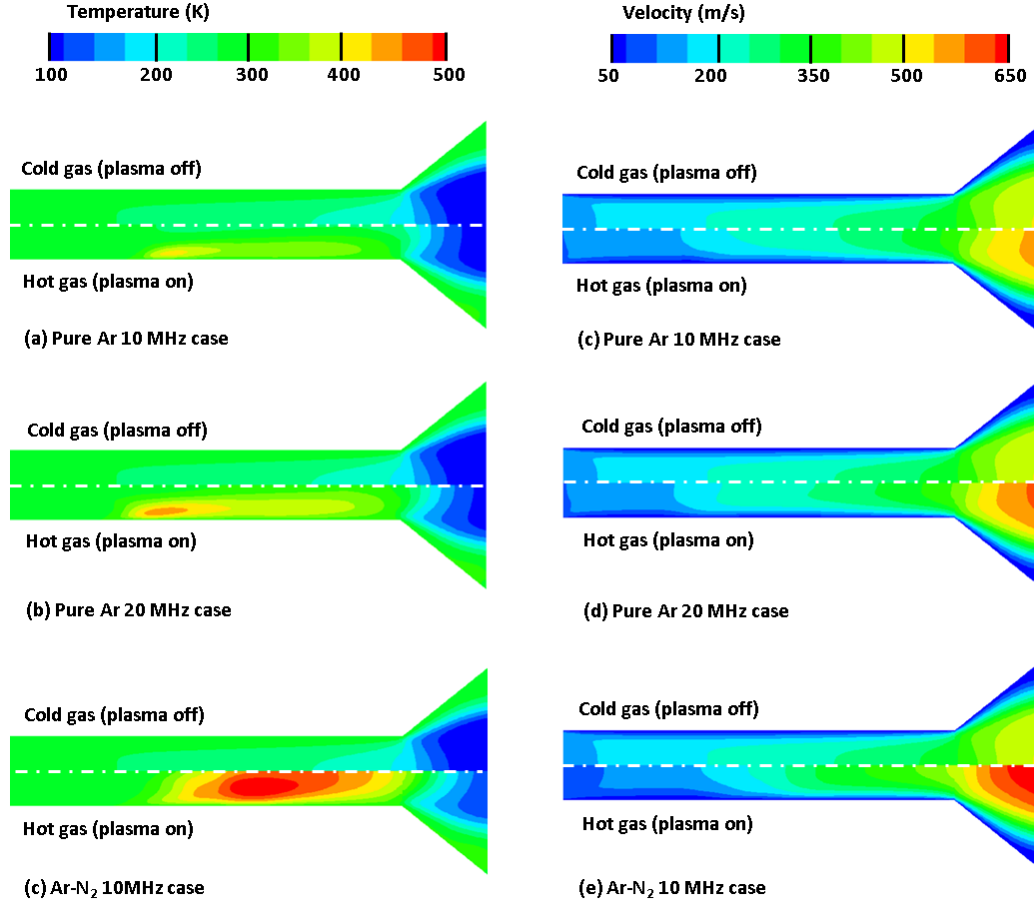 Temperature (K)
100 200 300 400 500
Velocity (m/s)
50 200 350 500 650
Cold gas (plasma off)
Hot gas (plasma on)
(a) Pure Ar 10 MHz case
Cold gas (plasma off)
Hot gas (plasma on)
(c) Pure Ar 10 MHz case
Cold gas (plasma off)
Hot gas (plasma on)
(b) Pure Ar 20 MHz case
Cold gas (plasma off)
Hot gas (plasma on)
(d) Pure Ar 20 MHz case
Cold gas (plasma off)
Hot gas (plasma on)
(c) Ar-N₂ 10MHz case
Cold gas (plasma off)
Hot gas (plasma on)
(e) Ar-N₂ 10 MHz case